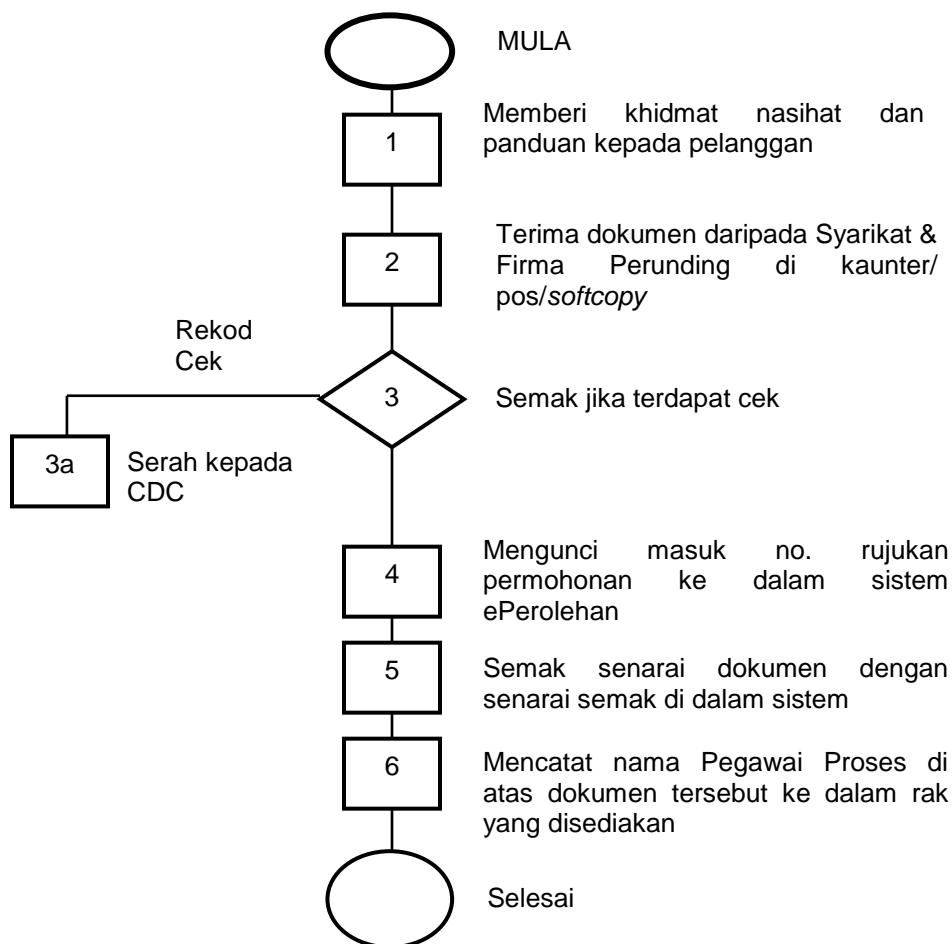 MULA
1
Memberi khidmat nasihat dan
panduan kepada pelanggan
2
Terima dokumen daripada Syarikat &
Firma Perunding di kaunter/
pos/softcopy
Rekod
Cek
3
Semak jika terdapat cek
3a
Serah kepada
CDC
4
Mengunci masuk no. rujukan
permohonan ke dalam sistem
ePerolehan
5
Semak senarai dokumen dengan
senarai semak di dalam sistem
6
Mencatat nama Pegawai Proses di
atas dokumen tersebut ke dalam rak
yang disediakan
Selesai